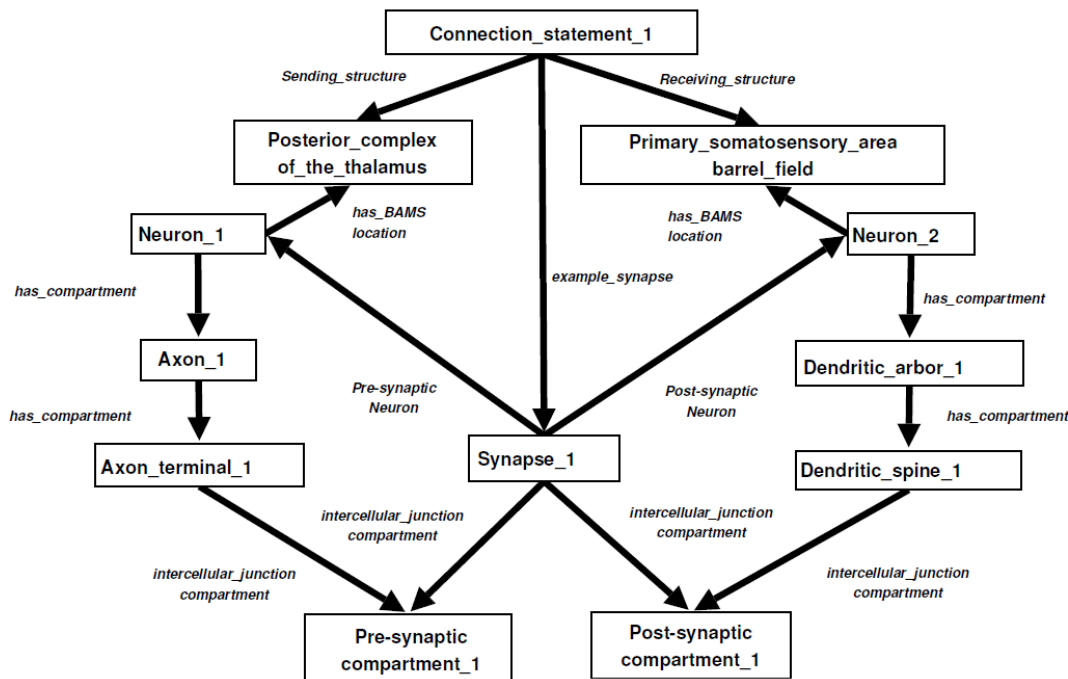 Connection_statement_1
Sending_structure
Receiving_structure
Posterior_complex
of_the_thalamus
Primary_somatosensory_area
barrel_field
has_BAMS
location
has_BAMS
location
Neuron_1
Neuron_2
example_synapse
has_compartment
has_compartment
Axon_1
Dendritic_arbor_1
Pre-synaptic
Neuron
Post-synaptic
Neuron
has_compartment
has_compartment
Axon_terminal_1
Synapse_1
Dendritic_spine_1
intercellular_junction
compartment
intercellular_junction
compartment
intercellular_junction
compartment
intercellular_junction
compartment
Pre-synaptic
compartment_1
Post-synaptic
compartment_1